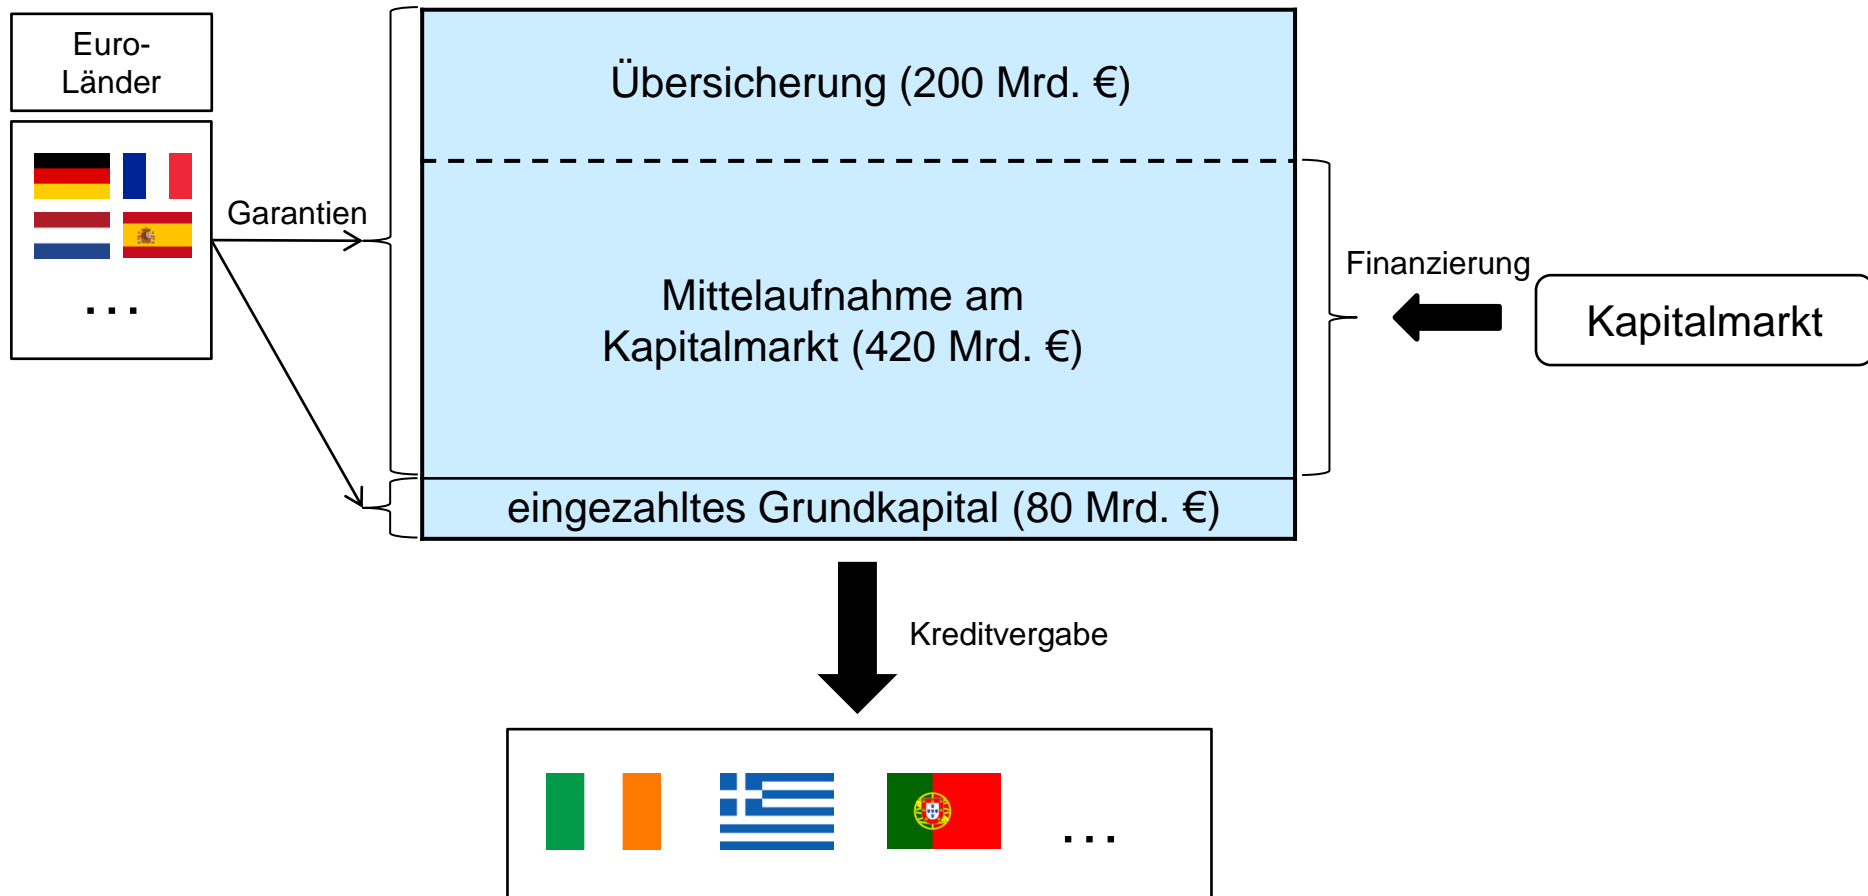 Euro-
Länder
Übersicherung (200 Mrd. €)
Garantien
...
Mittelaufnahme am
Kapitalmarkt (420 Mrd. €)
Finanzierung
Kapitalmarkt
eingezahltes Grundkapital (80 Mrd. €)
Kreditvergabe
...